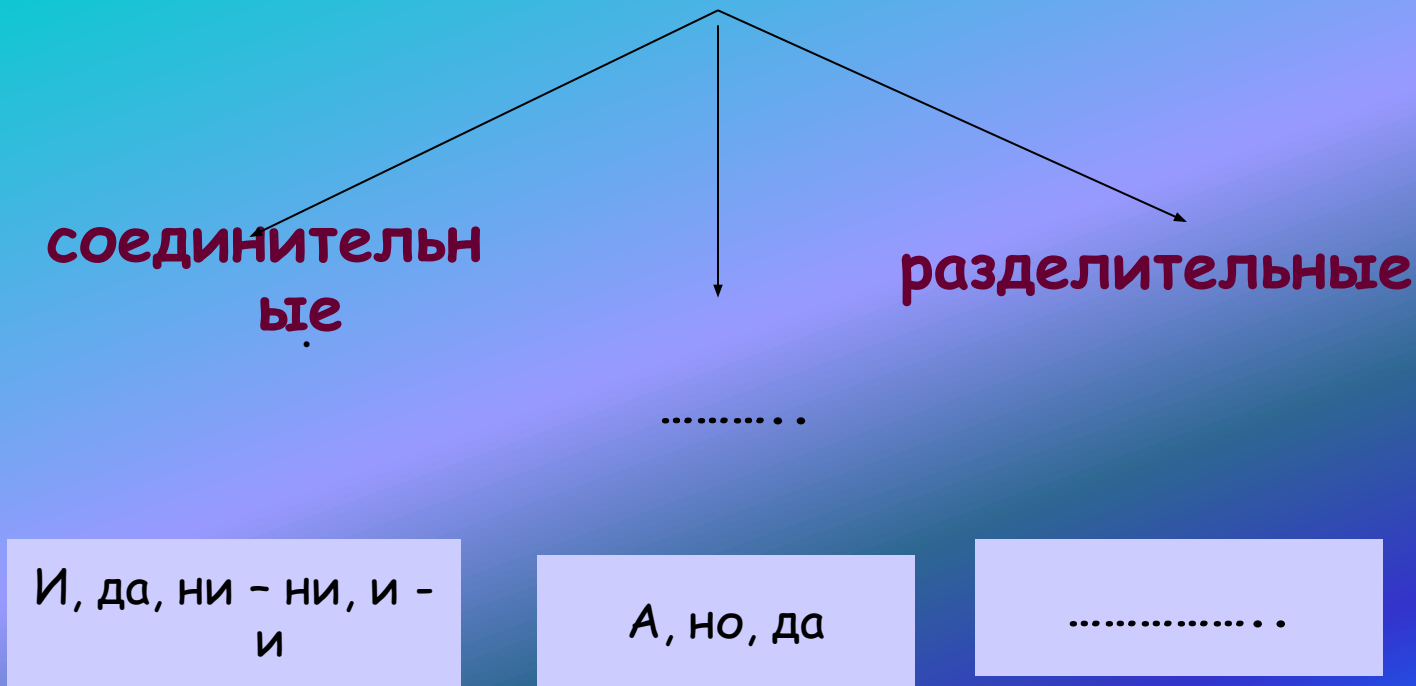 соединительн
ые
.
разделительные
………. .
И, да, ни – ни, и -
и
А, но, да
……………. .